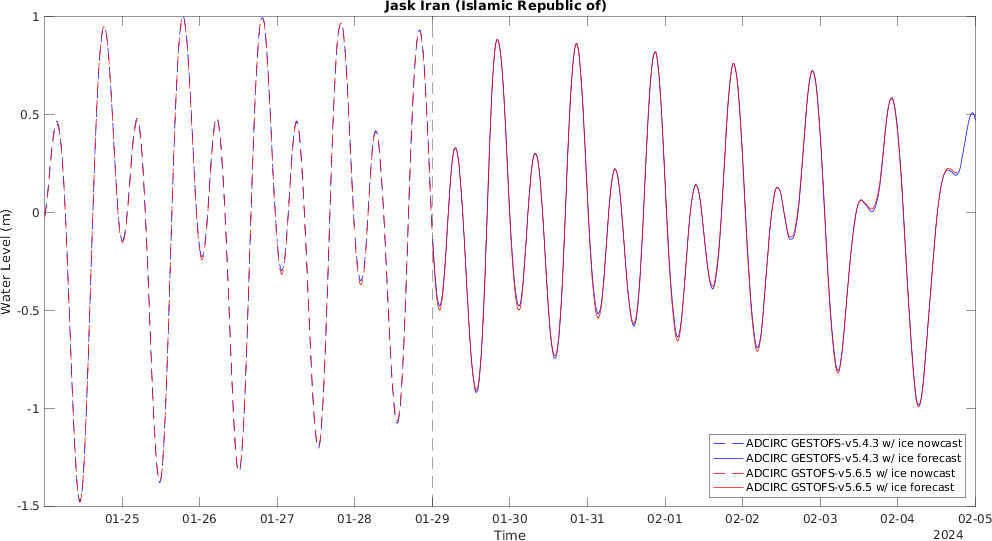 Jask Iran (Islamic Republic of)
Water Level (m)
1
0.5
0
-0.5
-1
-1.5
ADCIRC GESTOFS-v5.4.3 w/ ice nowcast
ADCIRC GESTOFS-v5.4.3 w/ ice forecast
ADCIRC GSTOFS-v5.6.5 w/ ice nowcast
ADCIRC GSTOFS-v5.6.5 w/ ice forecast
01-25 01-26 01-27 01-28 01-29 01-30 01-31 02-01 02-02 02-03 02-04 02-05
Time
2024